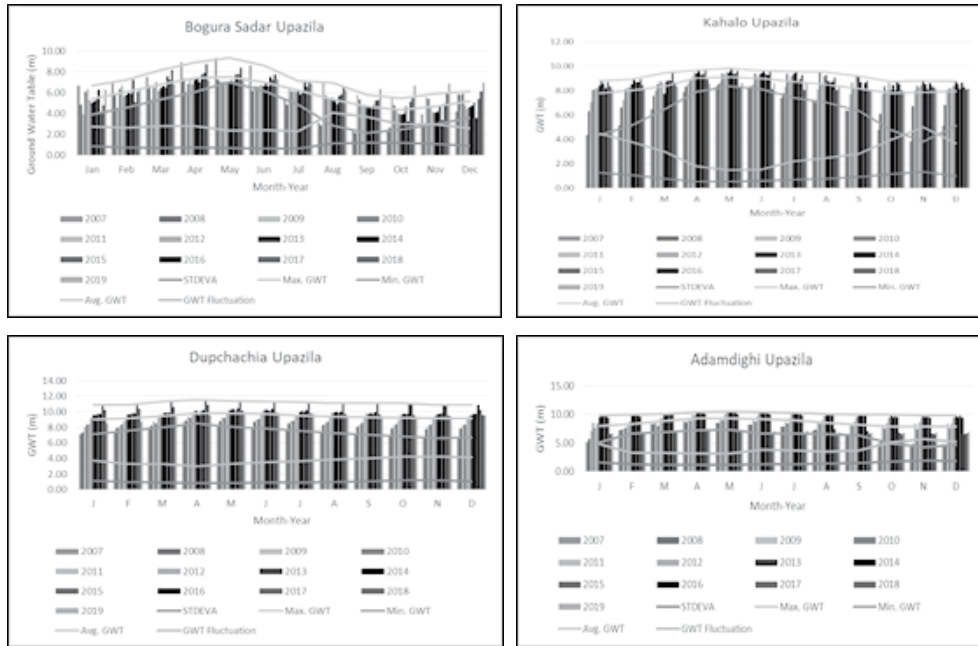 Bogura Sadar Upazila
Ground Water Table (m)
10.00
8.00
6.00
4.00
2.00
0.00
Jan Feb Mar Apr May Jun Jul Aug Sep Oct Nov Dec
Month-Year
2007 2008 2009 2010
2011 2012 2013 2014
2015 2016 2017 2018
2019 STDEVA Max. GWT Min. GWT
Avg. GWT GWT Fluctuation
Kahalo Upazila
GWT (m)
12.00
10.00
8.00
6.00
4.00
2.00
0.00
J F M A M J J A S O N D
Month-Year
2007 2008 2009 2010
2011 2012 2013 2014
2015 2016 2017 2018
2019 STDEVA Max. GWT Min. GWT
Avg. GWT GWT Fluctuation
Dupchachia Upazila
GWT (m)
14.00
12.00
10.00
8.00
6.00
4.00
2.00
0.00
J F M A M J J A S O N D
Month-Year
2007 2008 2009 2010
2011 2012 2013 2014
2015 2016 2017 2018
2019 STDEVA Max. GWT Min. GWT
Avg. GWT GWT Fluctuation
Adamdighi Upazila
GWT (m)
15.00
10.00
5.00
0.00
J F M A M J J A S O N D
Month-Year
2007 2008 2009 2010
2011 2012 2013 2014
2015 2016 2017 2018
2019 STDEVA Max. GWT Min. GWT
Avg. GWT GWT Fluctuation